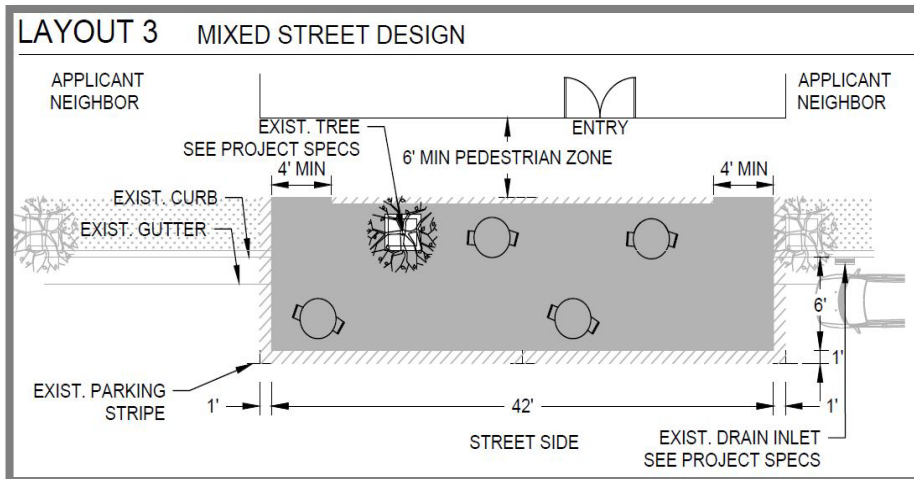 LAYOUT 3 MIXED STREET DESIGN
APPLICANT
NEIGHBOR
APPLICANT
NEIGHBOR
EXIST. TREE
SEE PROJECT SPECS
ENTRY
6' MIN PEDESTRIAN ZONE
4' MIN
4' MIN
EXIST. CURB
EXIST. GUTTER
6'
1'
EXIST. PARKING
STRIPE
1'
42'
1'
STREET SIDE
EXIST. DRAIN INLET
SEE PROJECT SPECS